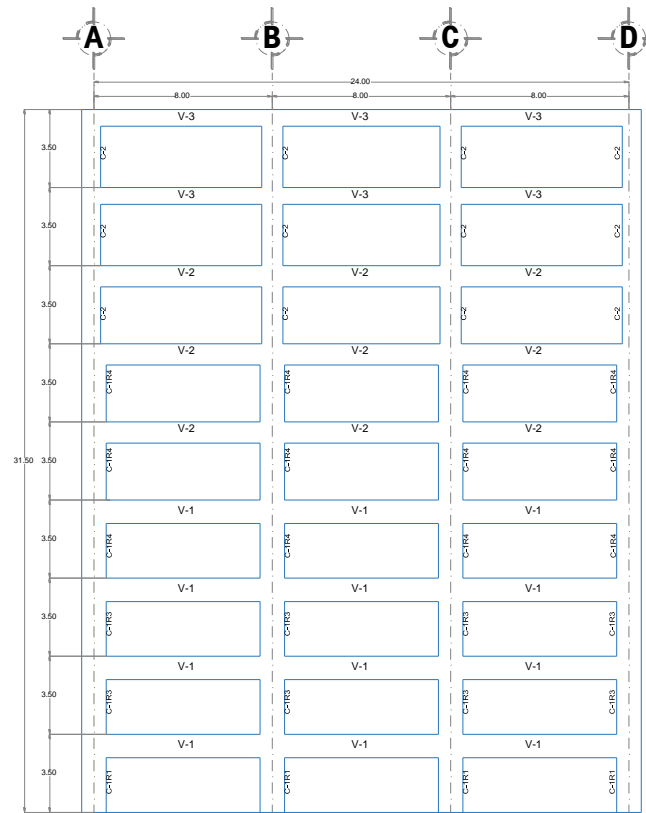 A B C D
24.00
8.00 8.00 8.00
V-3 V-3 V-3
3.50 C-2 C-2 C-2 C-2
V-3 V-3 V-3
3.50 C-2 C-2 C-2 C-2
V-2 V-2 V-2
3.50 C-2 C-2 C-2 C-2
V-2 V-2 V-2
3.50 C-1R4 C-1R4 C-1R4 C-1R4
V-2 V-2 V-2
31.50 3.50 C-1R4 C-1R4 C-1R4 C-1R4
V-1 V-1 V-1
3.50 C-1R4 C-1R4 C-1R4 C-1R4
V-1 V-1 V-1
3.50 C-1R3 C-1R3 C-1R3 C-1R3
V-1 V-1 V-1
3.50 C-1R3 C-1R3 C-1R3 C-1R3
V-1 V-1 V-1
3.50 C-1R1 C-1R1 C-1R1 C-1R1